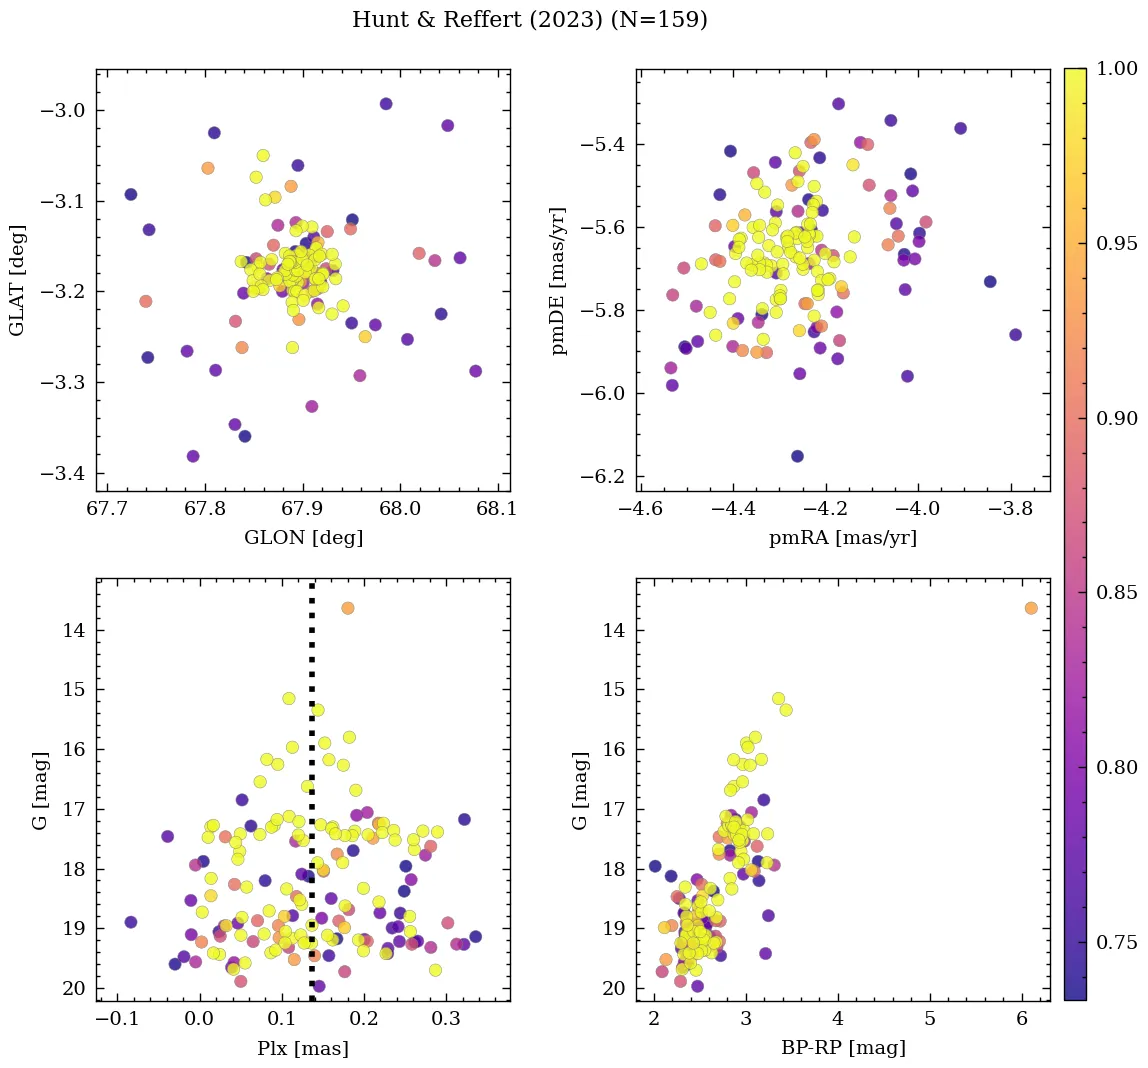 Hunt & Reffert (2023) (N=159)
−3.0
−3.1
−3.2
−3.3
−3.4
GLAT [deg]
67.7 67.8 67.9 68.0 68.1
GLON [deg]
−5.4
−5.6
−5.8
−6.0
−6.2
pmDE [mas/yr]
−4.6 −4.4 −4.2 −4.0 −3.8
pmRA [mas/yr]
14
15
16
17
18
19
20
G [mag]
−0.1 0.0 0.1 0.2 0.3
Plx [mas]
14
15
16
17
18
19
20
G [mag]
2 3 4 5 6
BP-RP [mag]
1.00
0.95
0.90
0.85
0.80
0.75